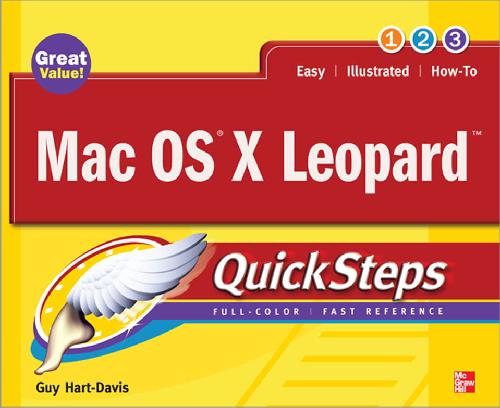 Great
Value!
1 2 3
Easy | Illustrated | How-To
Mac OS® X Leopard™
QuickSteps
FULL-COLOR | FAST REFERENCE
Guy Hart-Davis
Mc
Graw
Hill